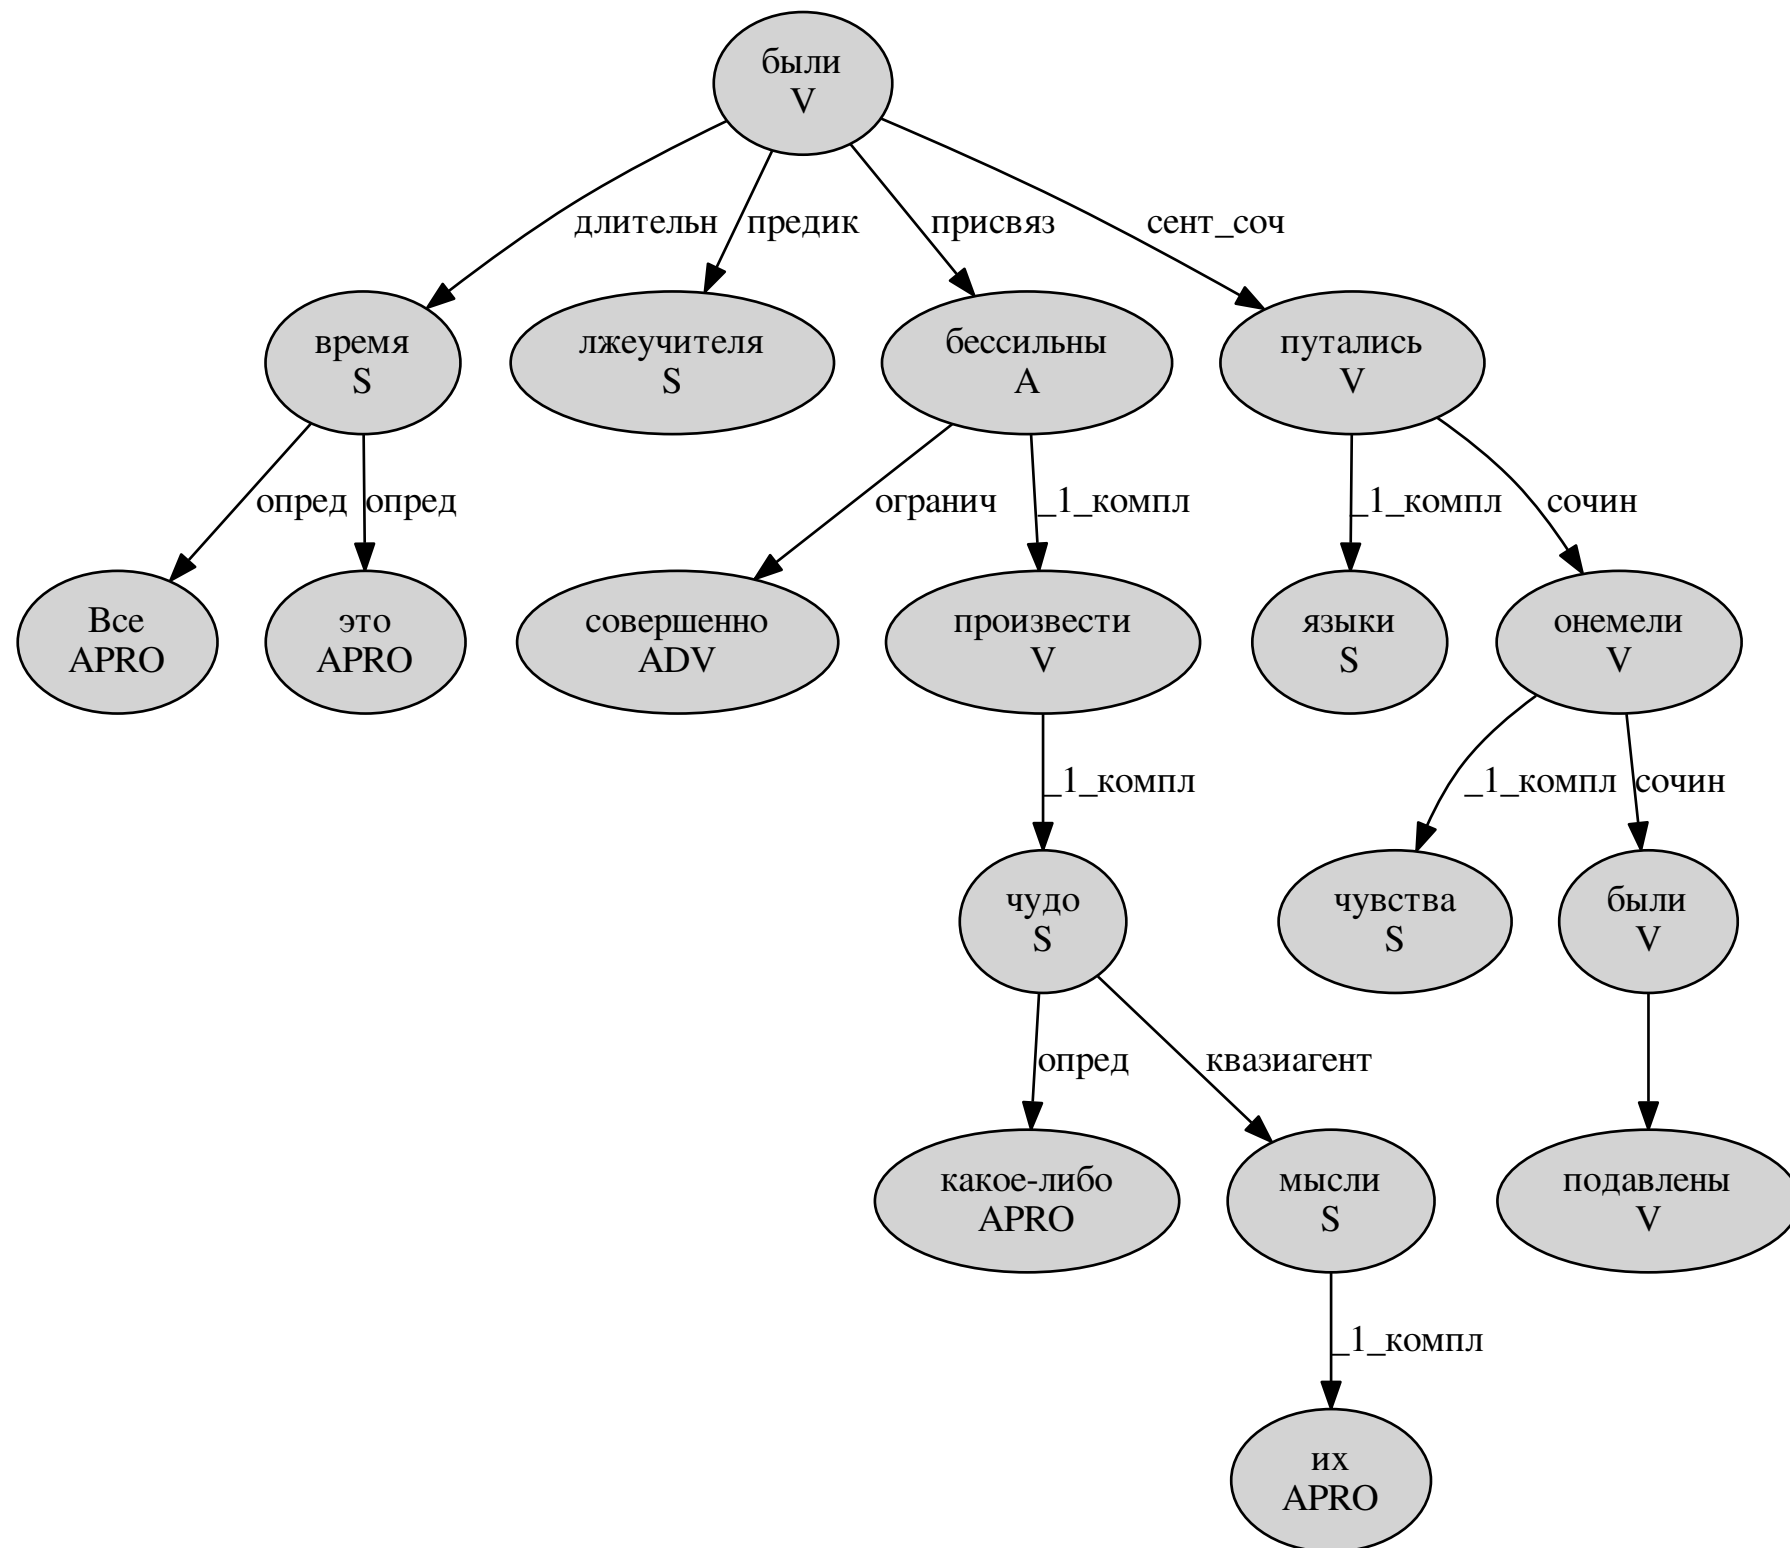 были
V
длительн
предик
присвяз
сент_соч
время
S
лжеучителя
S
бессильны
A
путались
V
опред
опред
огранич
_1_компл
_1_компл
сочин
Все
APRO
это
APRO
совершенно
ADV
произвести
V
языки
S
онемели
V
_1_компл
_1_компл
сочин
чудо
S
чувства
S
были
V
опред
квазиагент
какое-либо
APRO
мысли
S
подавлены
V
_1_компл
их
APRO